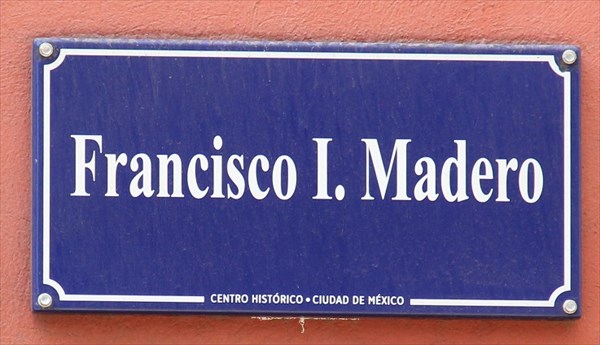 Francisco I. Madero
CENTRO HISTÓRICO • CIUDAD DE MÉXICO